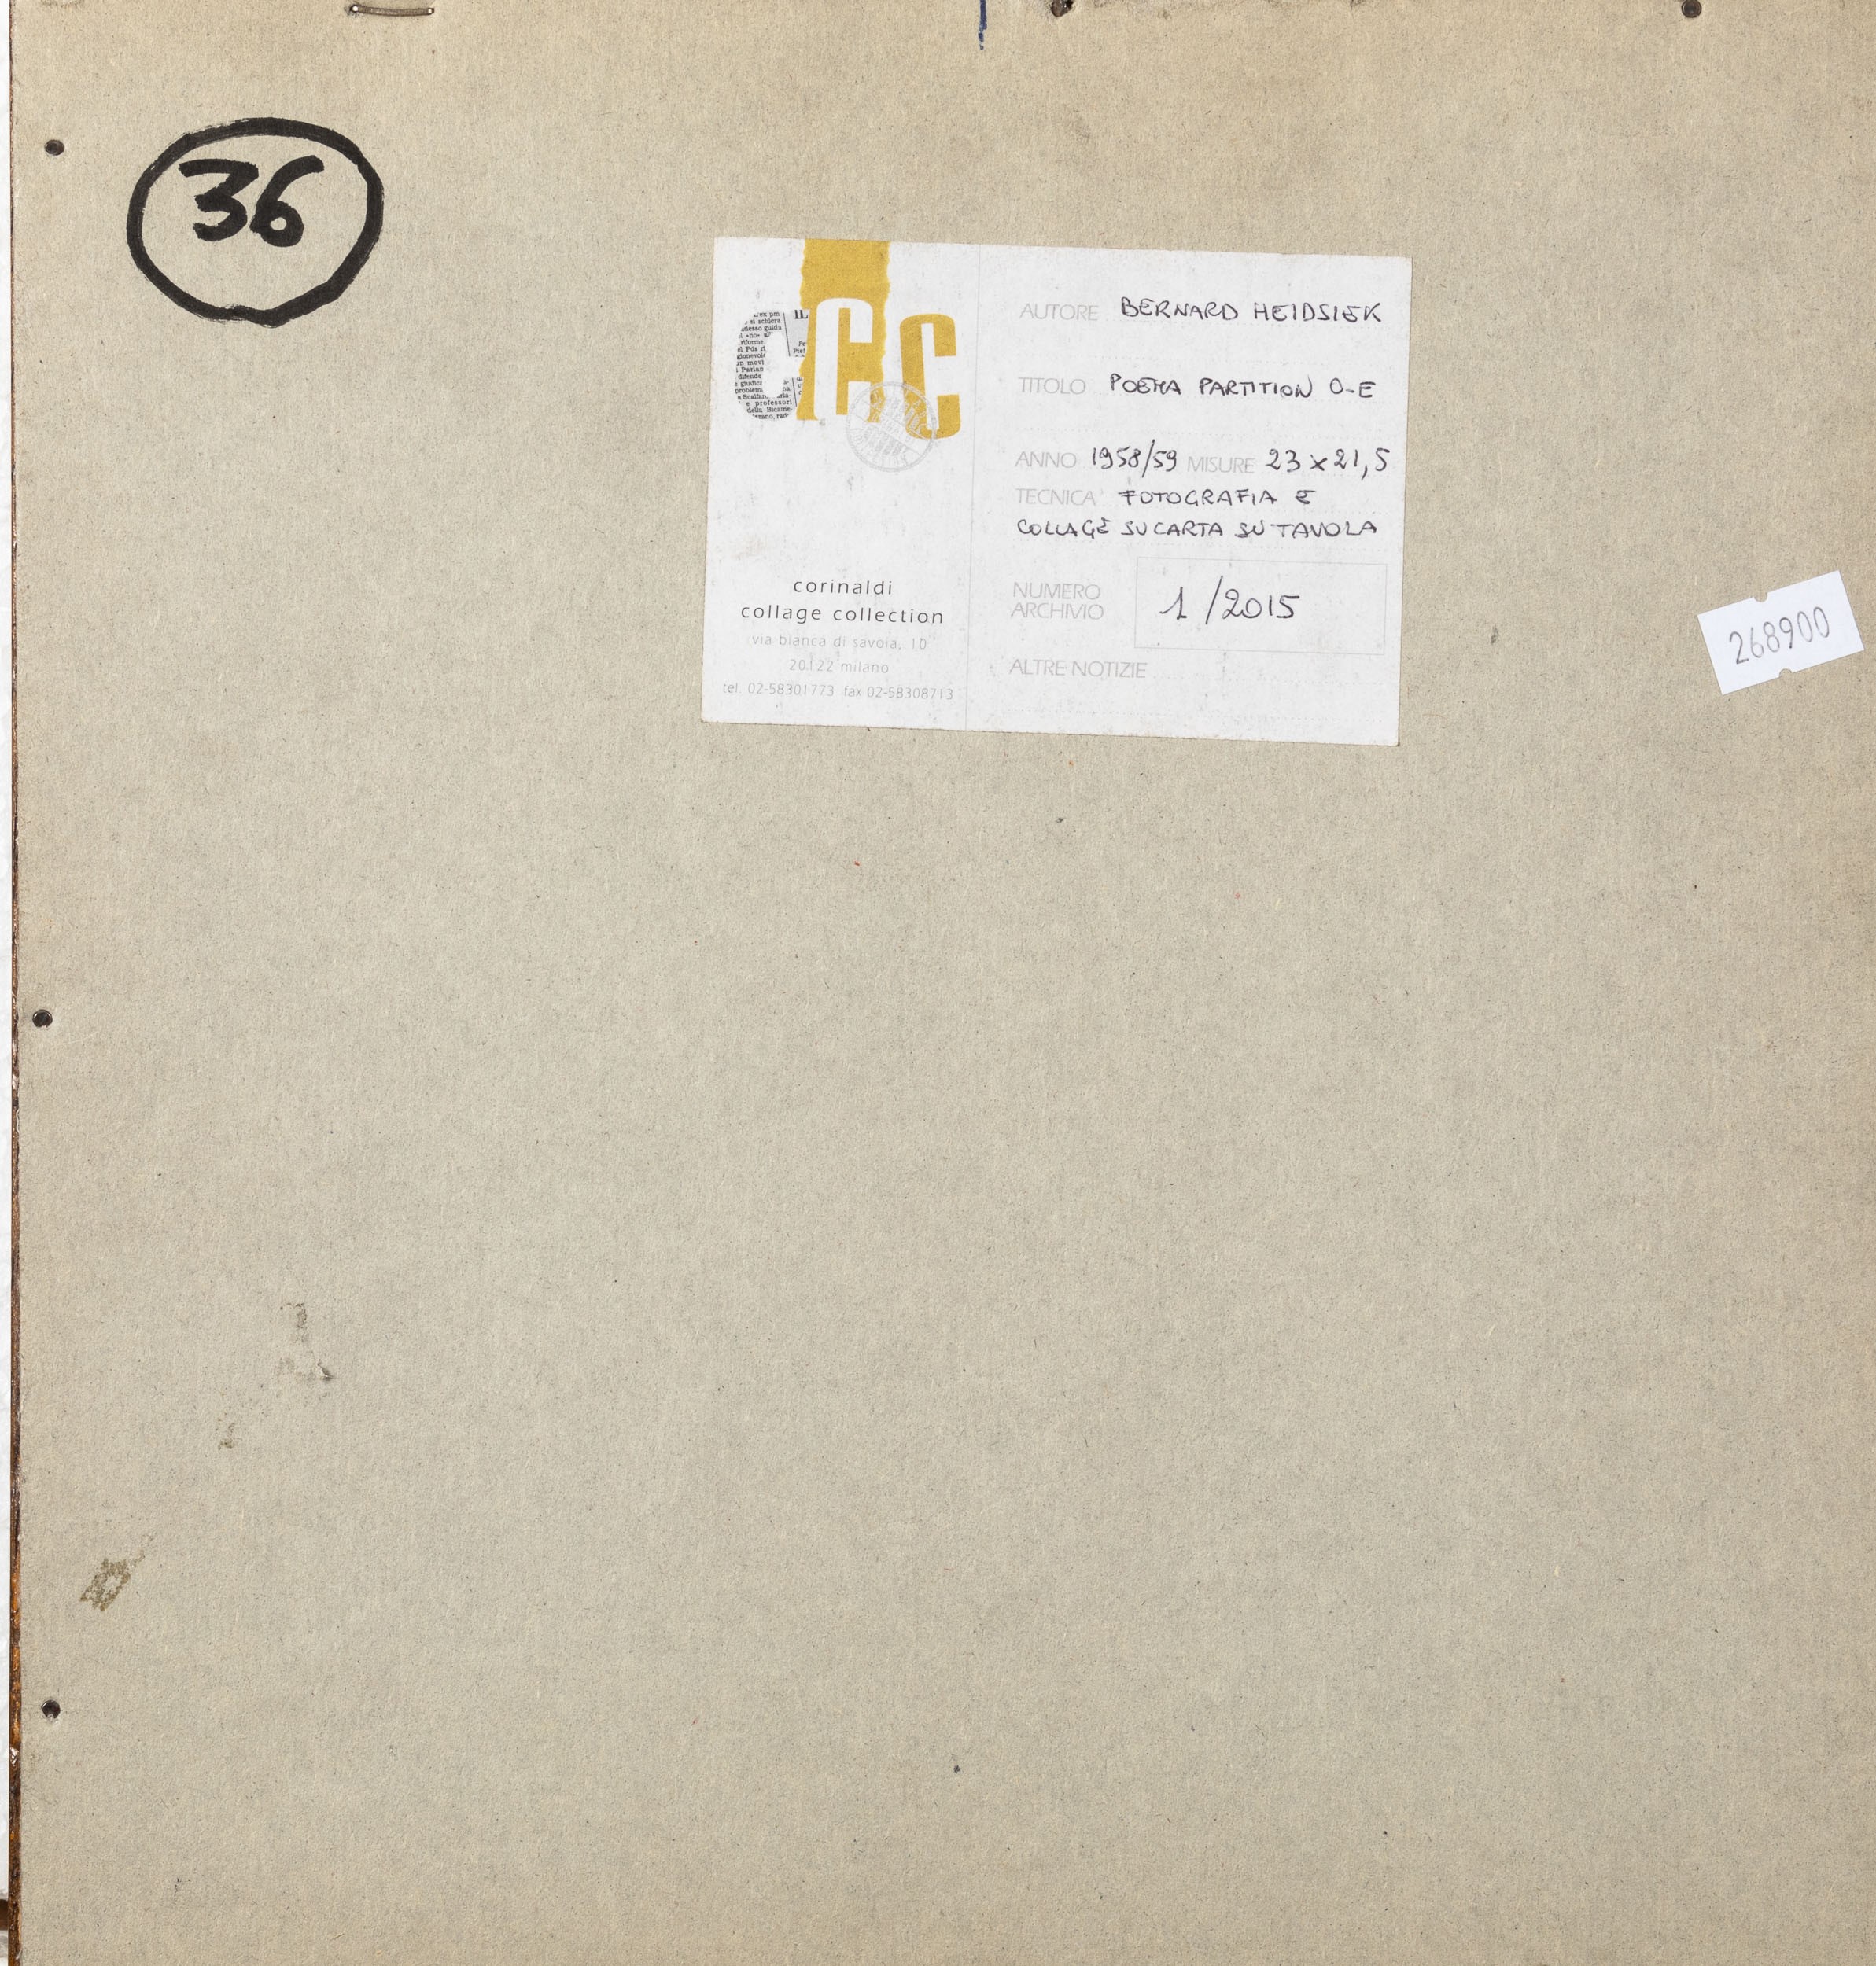 36
CCC
AUTORE BERNARD HEIDSIEK
TITOLO POEMA PARTITION O-E
ANNO 1958/59 MISURE 23x21,5
TECNICA FOTOGRAFIA E
COLLAGE SU CARTA SU TAVOLA
NUMERO
ARCHIVIO
1/2015
ALTRE NOTIZIE
corinaldi
collage collection
via bianca di savoia, 10
20122 milano
tel. 02-58301773 fax 02-58308713
268900